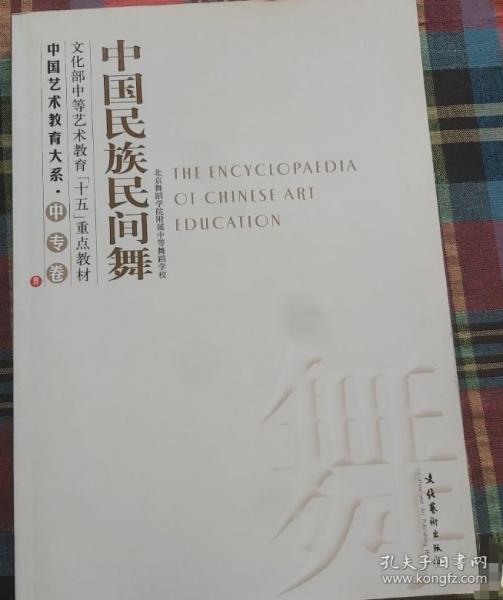 中国艺术教育大系·中专卷
文化部中等艺术教育「十五」重点教材
中国民族民间舞
北京舞蹈学院附属中等舞蹈学校
THE ENCYCLOPAEDIA
OF CHINESE ART
EDUCATION
舞
文化艺术出版社
孔夫子旧书网
www.kongfz.com